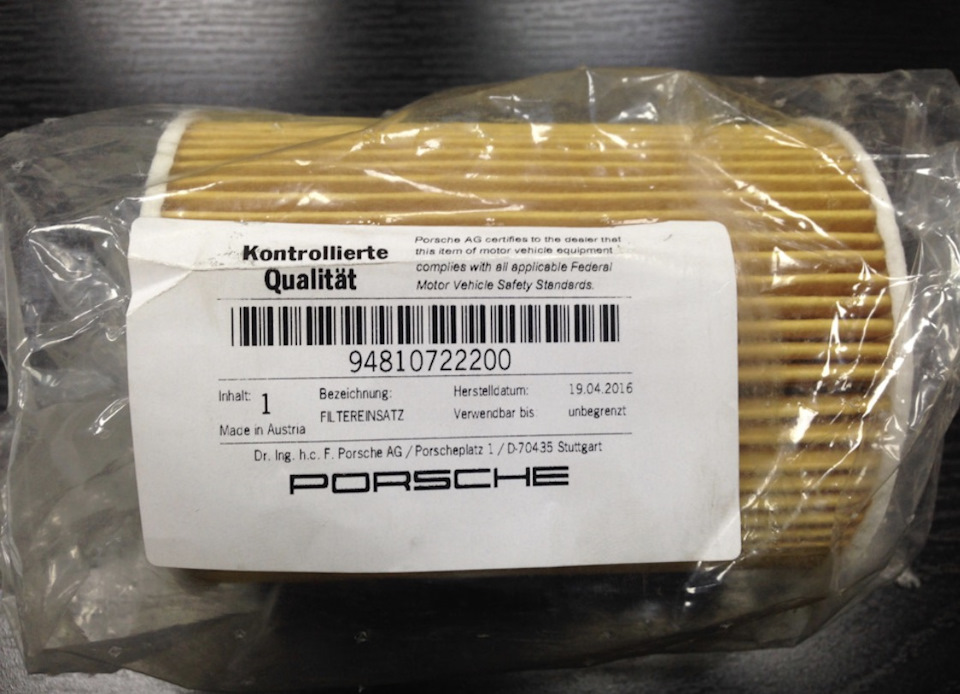 Kontrollierte
Qualität
Porsche AG certifies to the dealer that
this item of motor vehicle equipment
complies with all applicable Federal
Motor Vehicle Safety Standards.
94810722200
Inhalt: 1 Bezeichnung: Herstelldatum: 19.04.2016
FILTEREINSATZ Verwendbar bis unbegrenzt
Made in Austria
Dr. Ing. h.c. F. Porsche AG / Porscheplatz 1 / D-70435 Stuttgart
PORSCHE